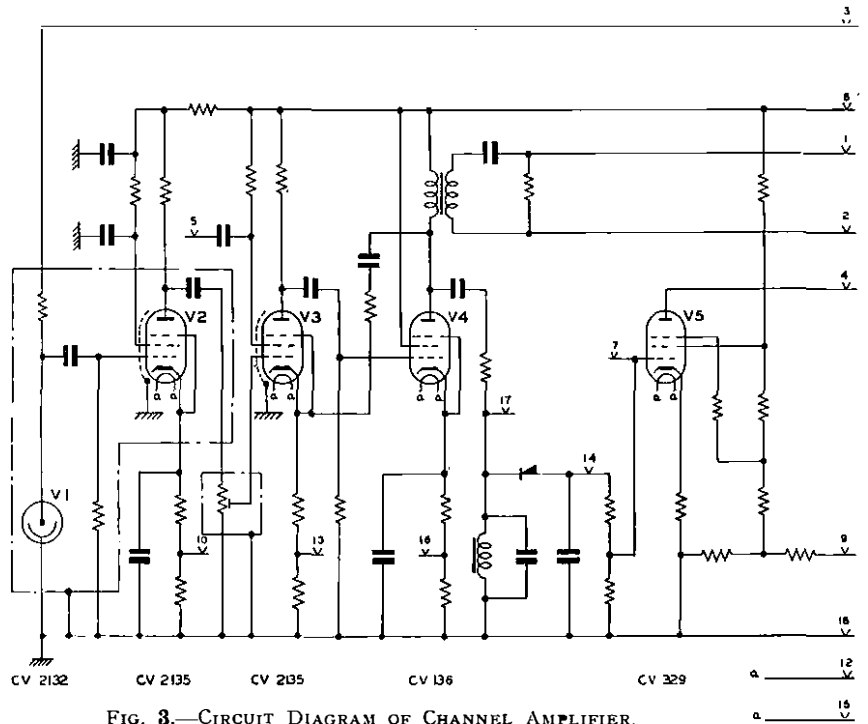 3
8
1
5
2
V2
V3
V4
4
V5
7
17
14
V1
10
13
16
9
18
CV 2132
CV 2135
CV 2135
CV 136
CV 329
P
12
P
15
P P
P P
P P
P P
FIG. 3.—CIRCUIT DIAGRAM OF CHANNEL AMPLIFIER.